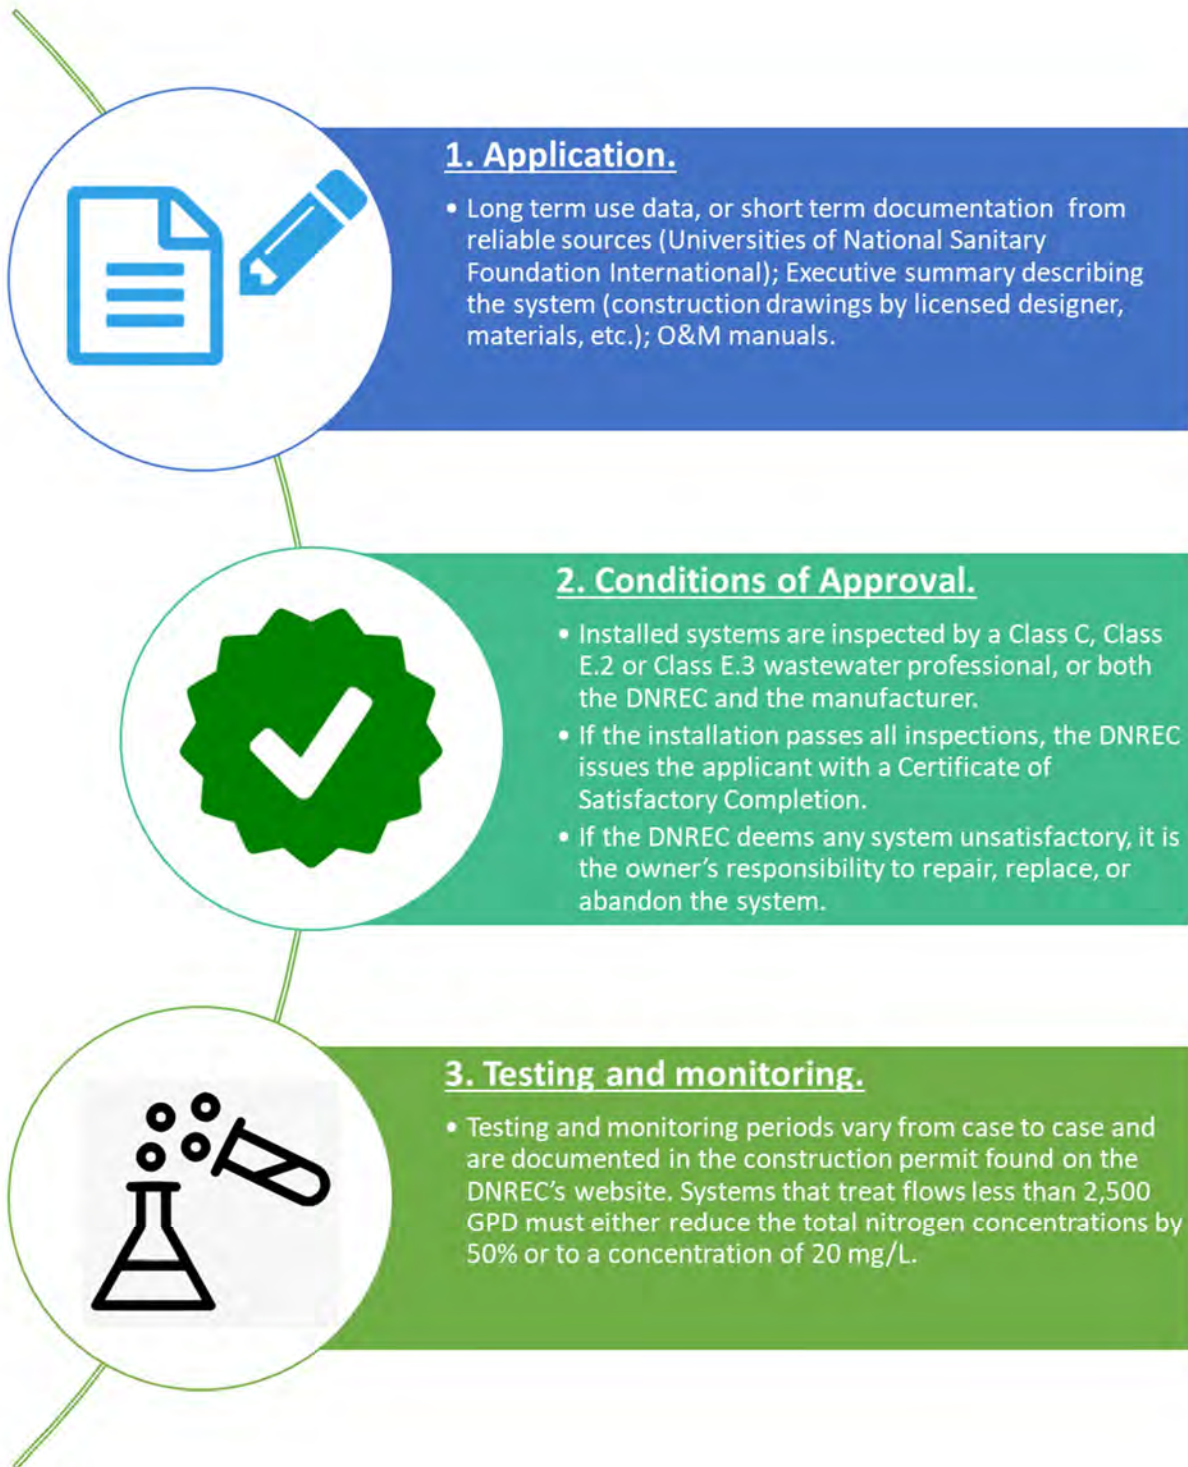 1. Application.
• Long term use data, or short term documentation from
reliable sources (Universities of National Sanitary
Foundation International); Executive summary describing
the system (construction drawings by licensed designer,
materials, etc.); O&M manuals.
2. Conditions of Approval.
• Installed systems are inspected by a Class C, Class
E.2 or Class E.3 wastewater professional, or both
the DNREC and the manufacturer.
• If the installation passes all inspections, the DNREC
issues the applicant with a Certificate of
Satisfactory Completion.
• If the DNREC deems any system unsatisfactory, it is
the owner's responsibility to repair, replace, or
abandon the system.
3. Testing and monitoring.
• Testing and monitoring periods vary from case to case and
are documented in the construction permit found on the
DNREC's website. Systems that treat flows less than 2,500
GPD must either reduce the total nitrogen concentrations by
50% or to a concentration of 20 mg/L.